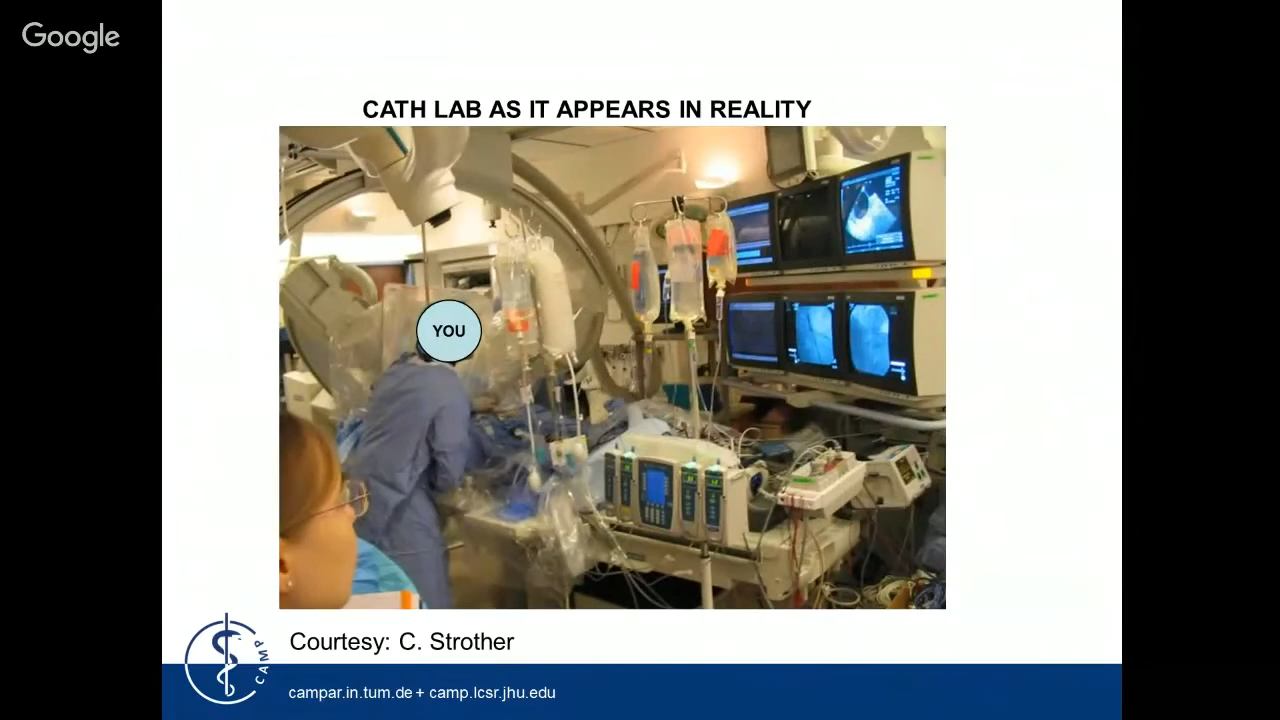 Google
CATH LAB AS IT APPEARS IN REALITY
YOU
Courtesy: C. Strother
CAMP
campar.in.tum.de + camp.lcsr.jhu.edu